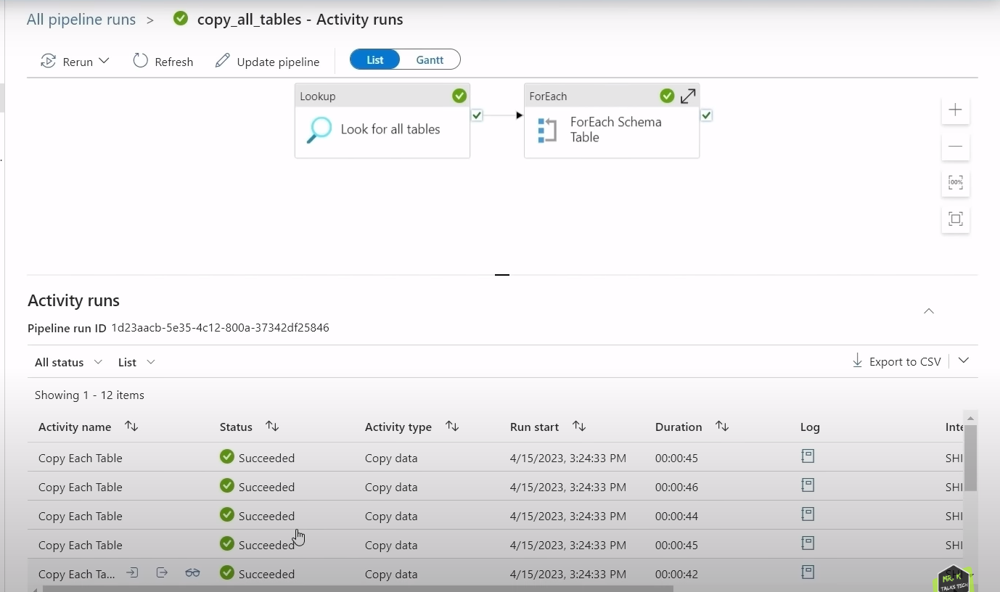 All pipeline runs > copy_all_tables - Activity runs
Rerun Refresh Update pipeline List Gantt
Lookup
Look for all tables
ForEach
ForEach Schema
Table
100%
Activity runs
Pipeline run ID 1d23aacb-5e35-4c12-800a-37342df25846
All status List Export to CSV
Showing 1 - 12 items
Activity name Status Activity type Run start Duration Log Inte
Copy Each Table Succeeded Copy data 4/15/2023, 3:24:33 PM 00:00:45 SHI
Copy Each Table Succeeded Copy data 4/15/2023, 3:24:33 PM 00:00:46 SHI
Copy Each Table Succeeded Copy data 4/15/2023, 3:24:33 PM 00:00:44 SHI
Copy Each Table Succeeded Copy data 4/15/2023, 3:24:33 PM 00:00:45 SHI
Copy Each Ta... Succeeded Copy data 4/15/2023, 3:24:33 PM 00:00:42
MR. K
TALKS TECH